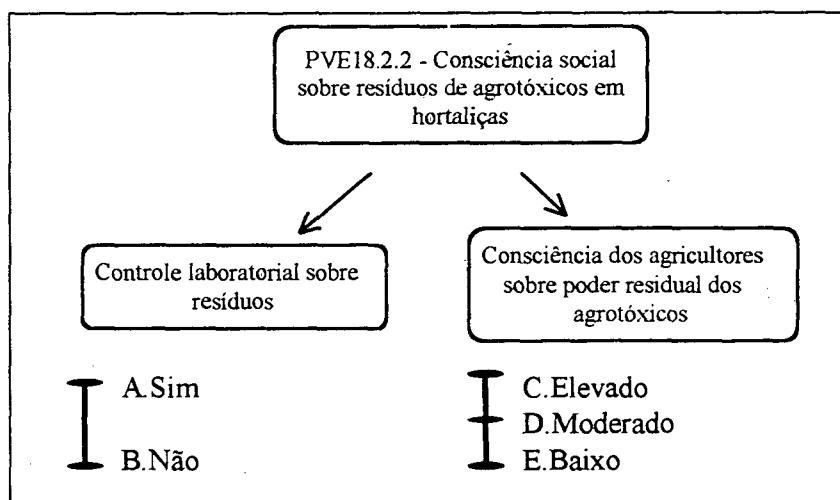 PVE18.2.2 - Consciência social
sobre resíduos de agrotóxicos em
hortaliças
Controle laboratorial sobre
resíduos
Consciência dos agricultores
sobre poder residual dos
agrotóxicos
A.Sim
B.Não
C.Elevado
D.Moderado
E.Baixo